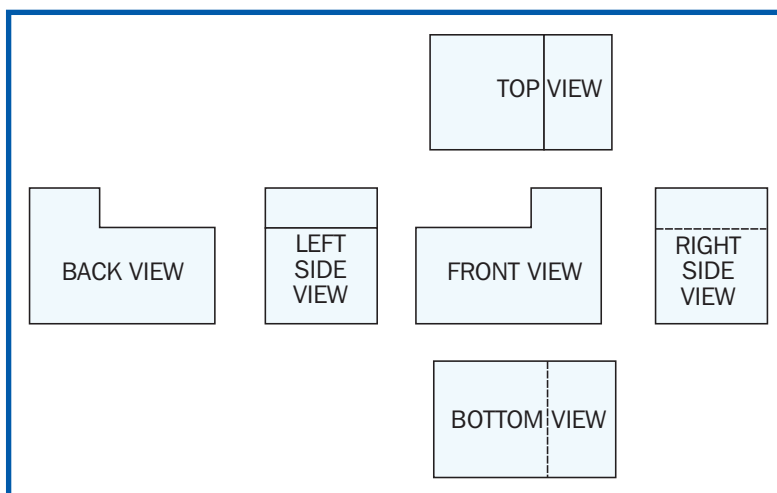 TOP VIEW
BACK VIEW
LEFT
SIDE
VIEW
FRONT VIEW
RIGHT
SIDE
VIEW
BOTTOM VIEW